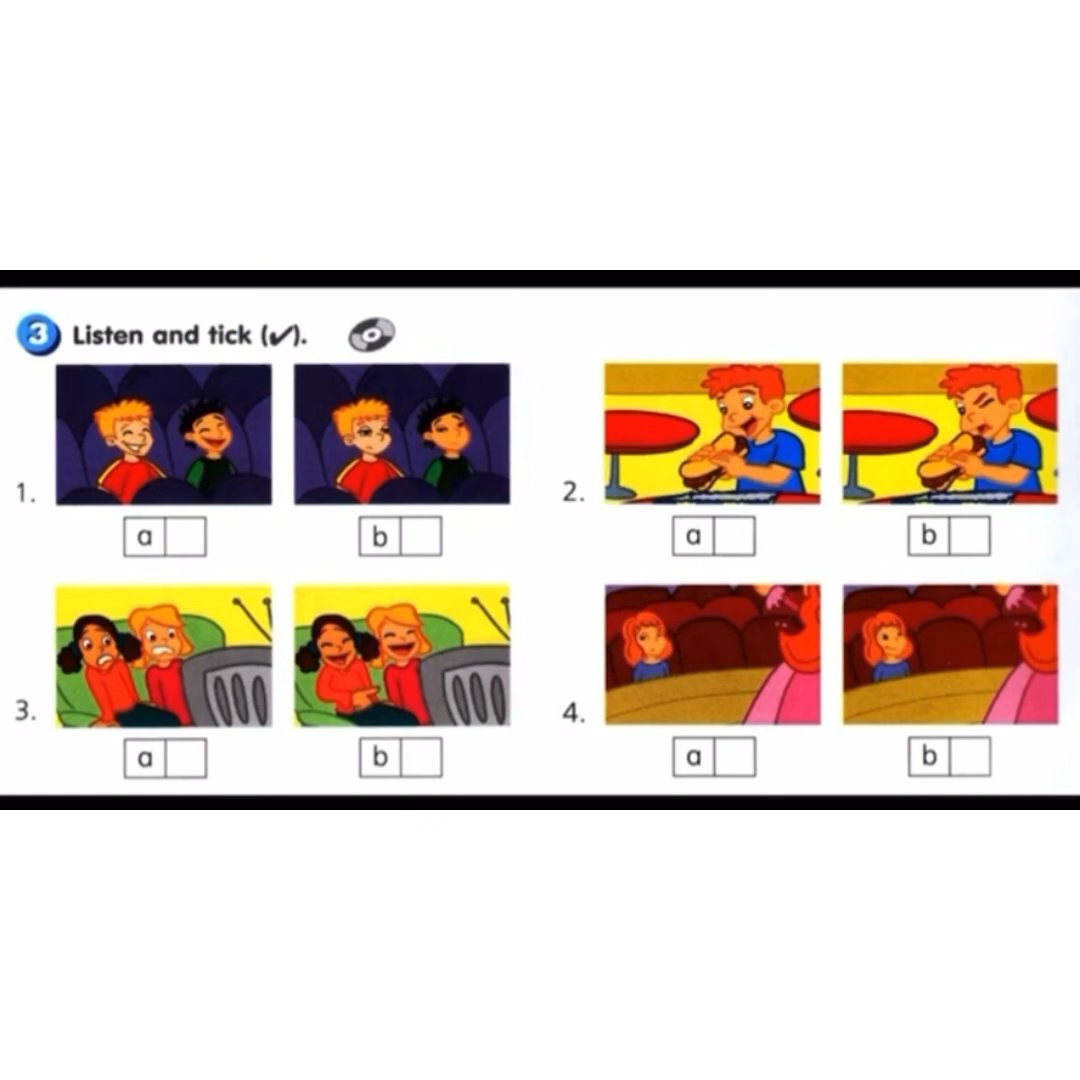 3 Listen and tick (✔).
1. 2.
a b a b
3. 4.
a b a b